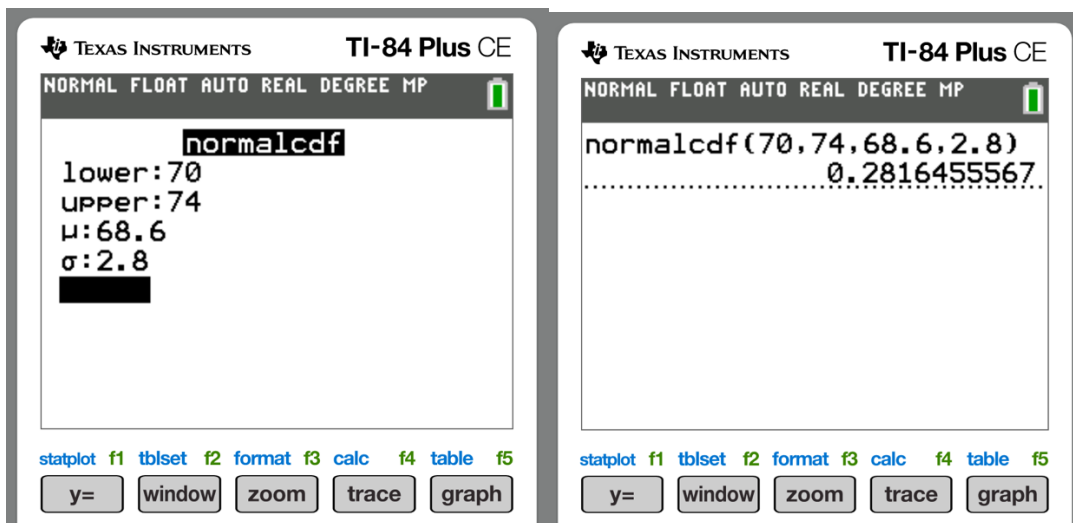 TEXAS INSTRUMENTS TI-84 Plus CE
NORMAL FLOAT AUTO REAL DEGREE MP
normalcdf
lower:70
upper:74
μ:68.6
σ:2.8
statplot f1 tblset f2 format f3 calc f4 table f5
y= window zoom trace graph
TEXAS INSTRUMENTS TI-84 Plus CE
NORMAL FLOAT AUTO REAL DEGREE MP
normalcdf(70,74,68.6,2.8)
0.2816455567
statplot f1 tblset f2 format f3 calc f4 table f5
y= window zoom trace graph